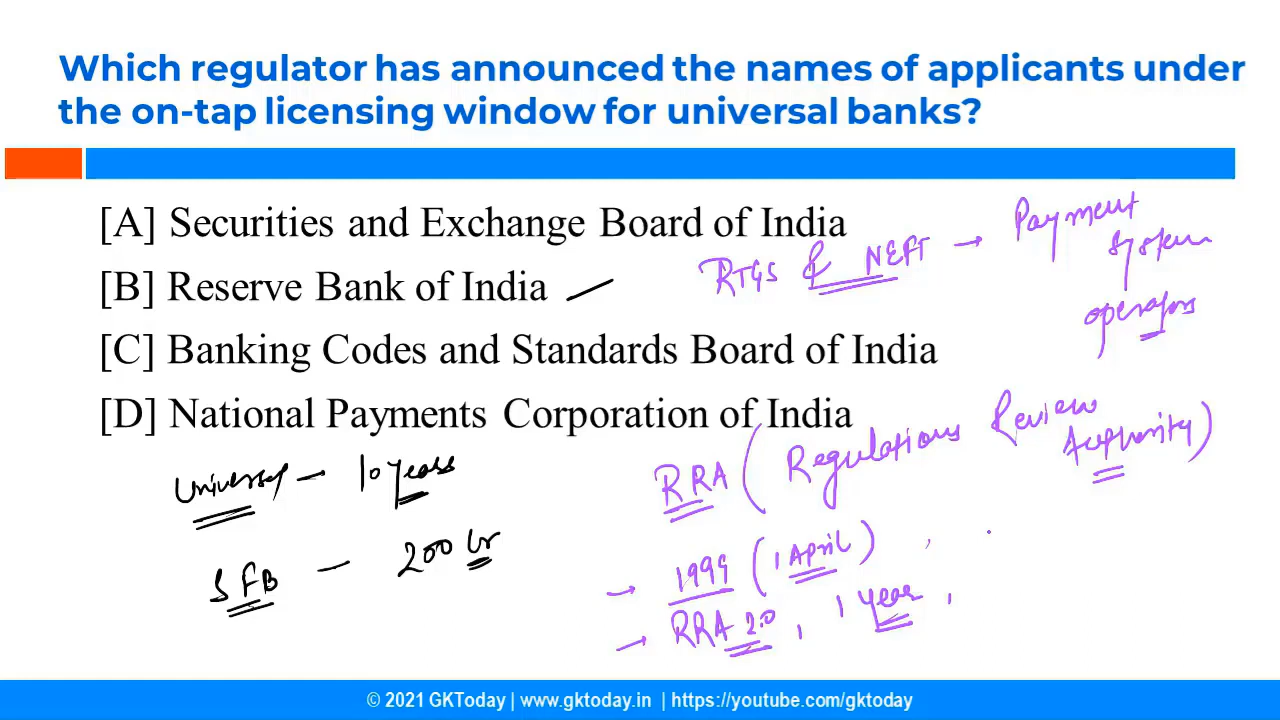 Which regulator has announced the names of applicants under
the on-tap licensing window for universal banks?
[A] Securities and Exchange Board of India
[B] Reserve Bank of India
[C] Banking Codes and Standards Board of India
[D] National Payments Corporation of India
RTGS & NEFT → Payment
System
operators
Universal - 10 years
SFB - 200 Cr
RRA (Regulations Review
Authority)
→ 1999 (1 April)
→ RRA 2.0, 1 year,
© 2021 GKToday | www.gktoday.in | https://youtube.com/gktoday